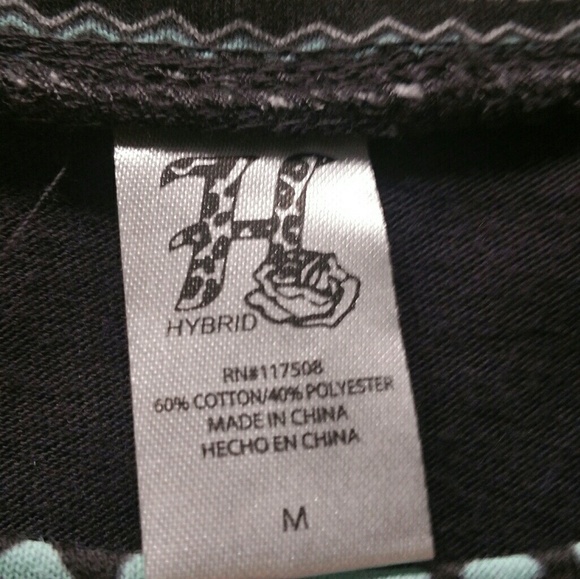 H
HYBRID
RN#117508
60% COTTON/40% POLYESTER
MADE IN CHINA
HECHO EN CHINA
M